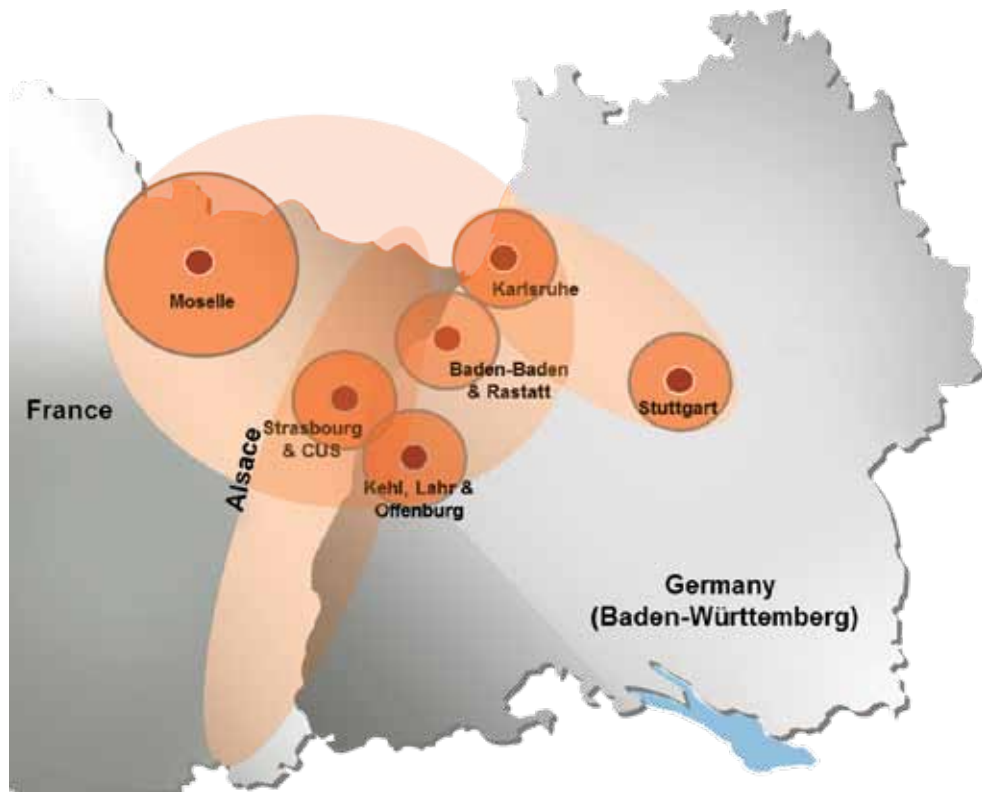 Moselle
Karlsruhe
Baden-Baden
& Rastatt
Stuttgart
France
Strasbourg
& CUS
Alsace
Kehl, Lahr &
Offenburg
Germany
(Baden-Württemberg)